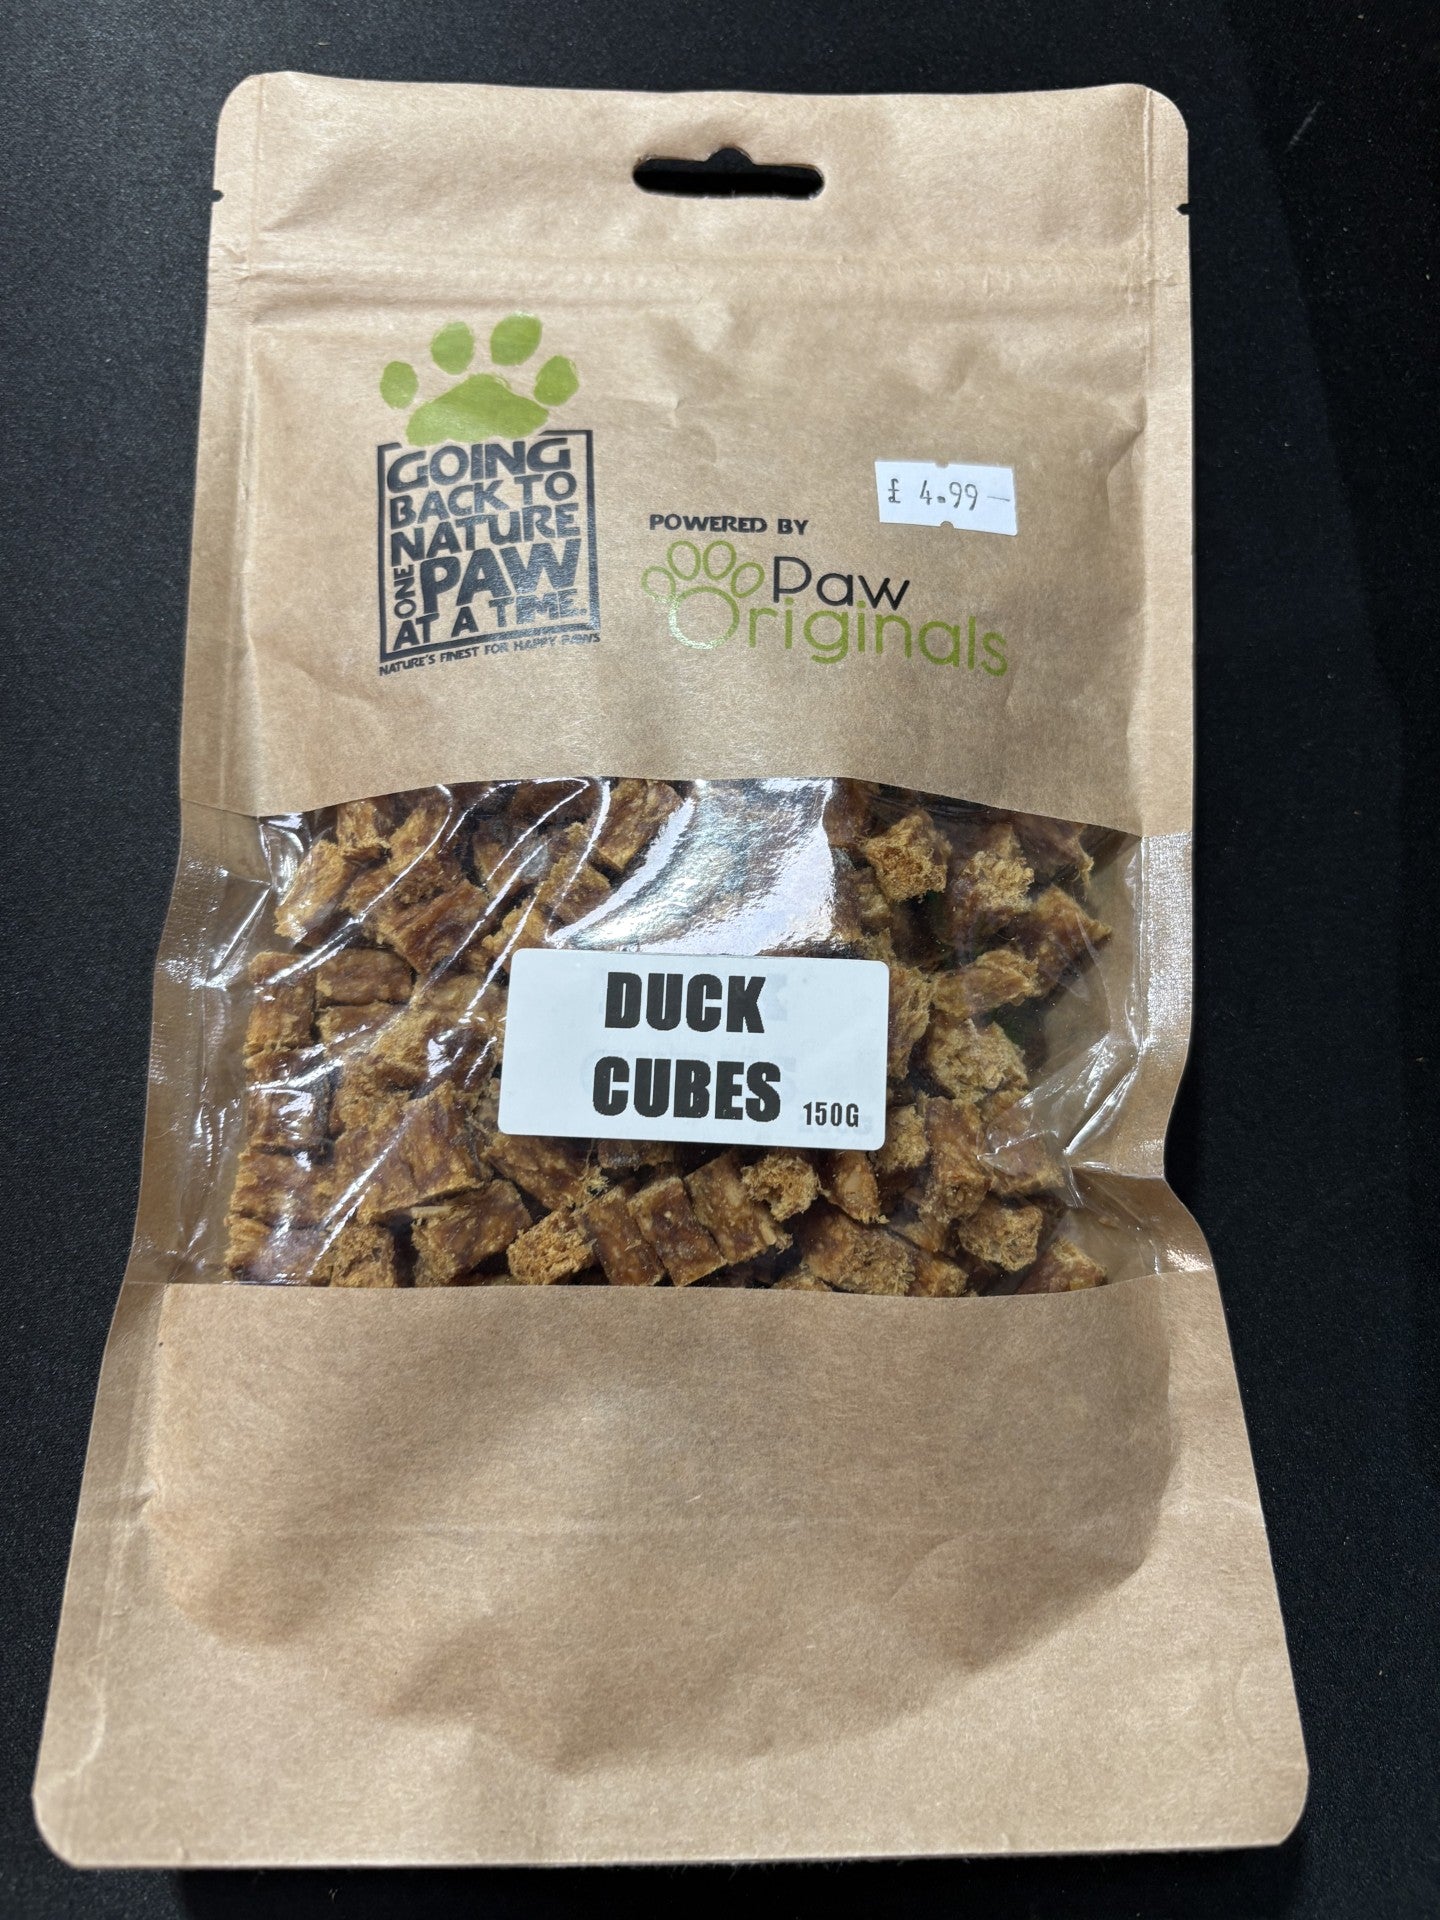 GOING
BACK TO
NATURE
ONE PAW
AT A TIME.
NATURE'S FINEST FOR HAPPY PAWS
£ 4.99
POWERED BY
Paw
Originals
DUCK
CUBES 150G